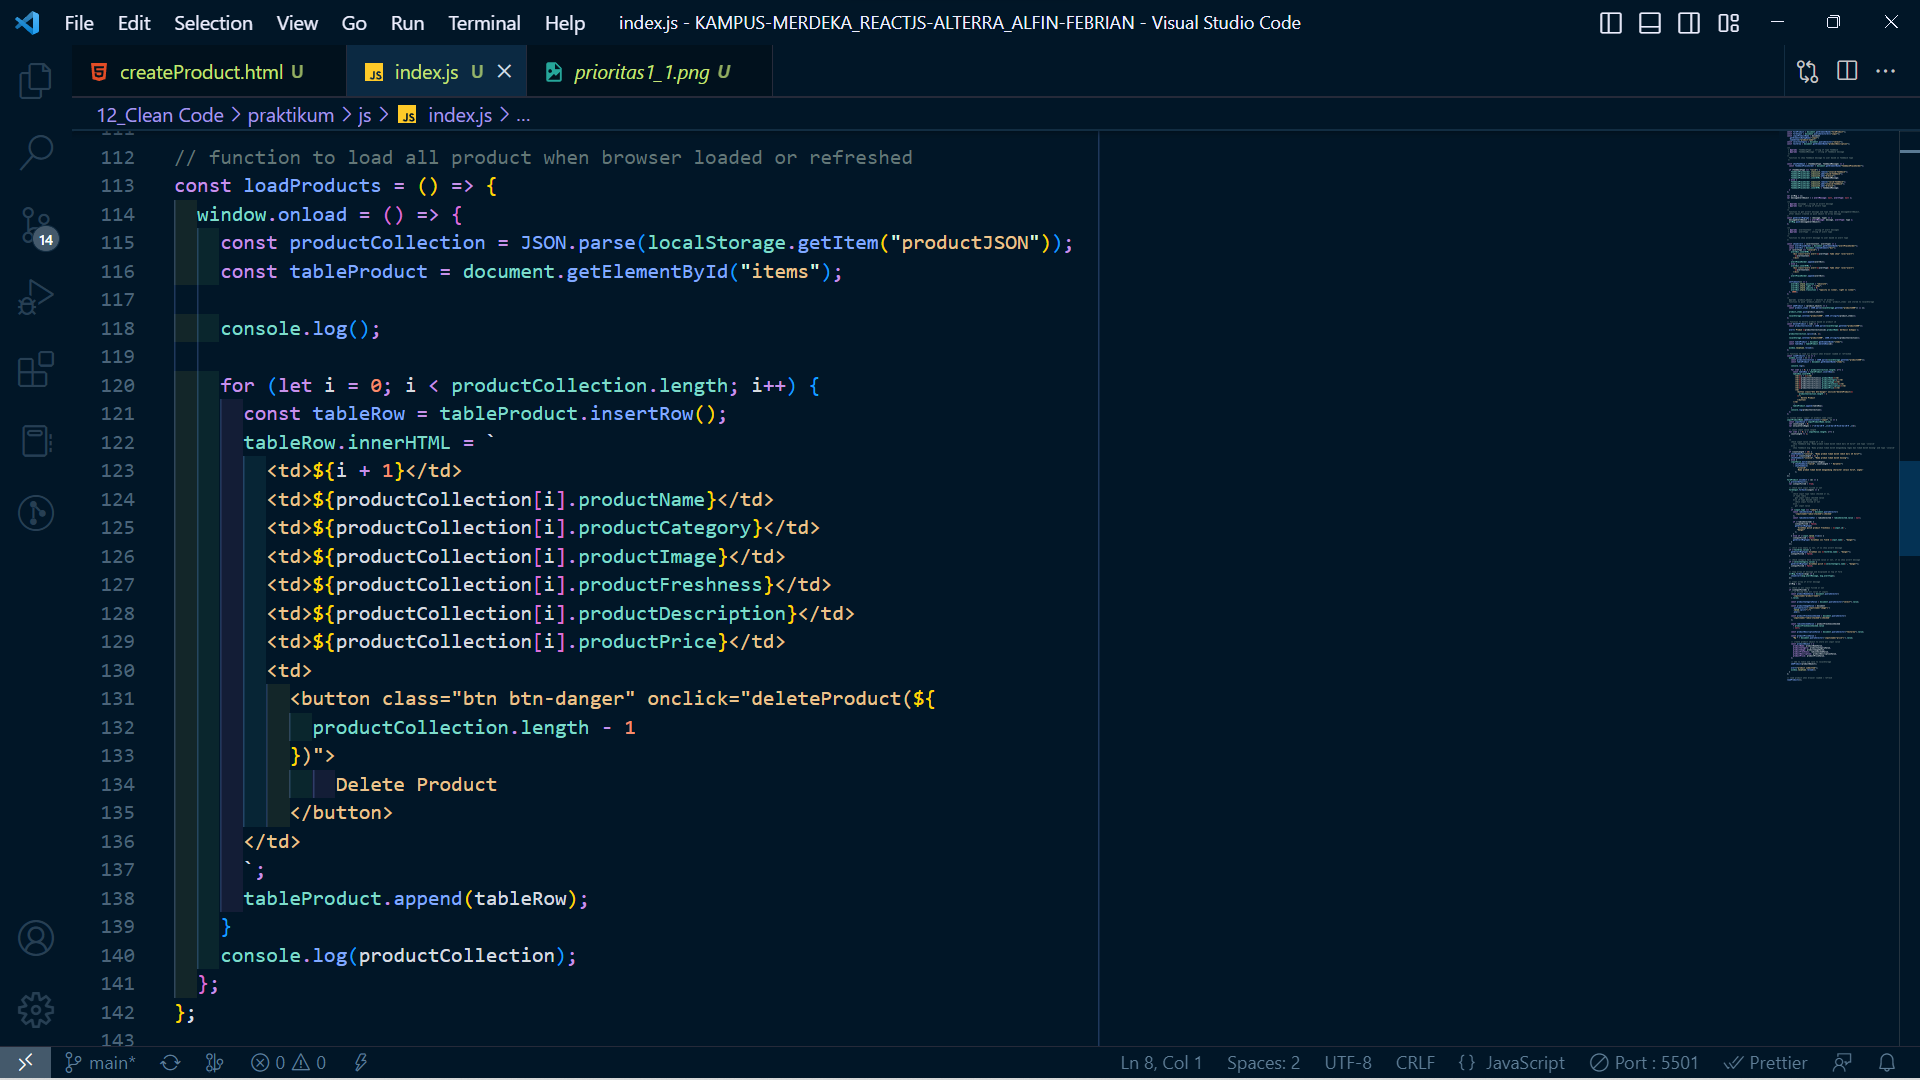 File Edit Selection View Go Run Terminal Help index.js - KAMPUS-MERDEKA_REACTJS-ALTERRA_ALFIN-FEBRIAN - Visual Studio Code
createProduct.html U JS index.js U prioritas1_1.png U
12_Clean Code > praktikum > js > JS index.js > ...
111
112 // function to load all product when browser loaded or refreshed
113 const loadProducts = () => {
114 window.onload = () => {
115 const productCollection = JSON.parse(localStorage.getItem("productJSON"));
116 const tableProduct = document.getElementById("items");
117
118 console.log();
119
120 for (let i = 0; i < productCollection.length; i++) {
121 const tableRow = tableProduct.insertRow();
122 tableRow.innerHTML = `
123 <td>${i + 1}</td>
124 <td>${productCollection[i].productName}</td>
125 <td>${productCollection[i].productCategory}</td>
126 <td>${productCollection[i].productImage}</td>
127 <td>${productCollection[i].productFreshness}</td>
128 <td>${productCollection[i].productDescription}</td>
129 <td>${productCollection[i].productPrice}</td>
130 <td>
131 <button class="btn btn-danger" onclick="deleteProduct(${
132 productCollection.length - 1
133 })">
134 Delete Product
135 </button>
136 </td>
137 `;
138 tableProduct.append(tableRow);
139 }
140 console.log(productCollection);
141 };
142 };
143
14
main* 0 0 Ln 8, Col 1 Spaces: 2 UTF-8 CRLF {} JavaScript Port : 5501 Prettier